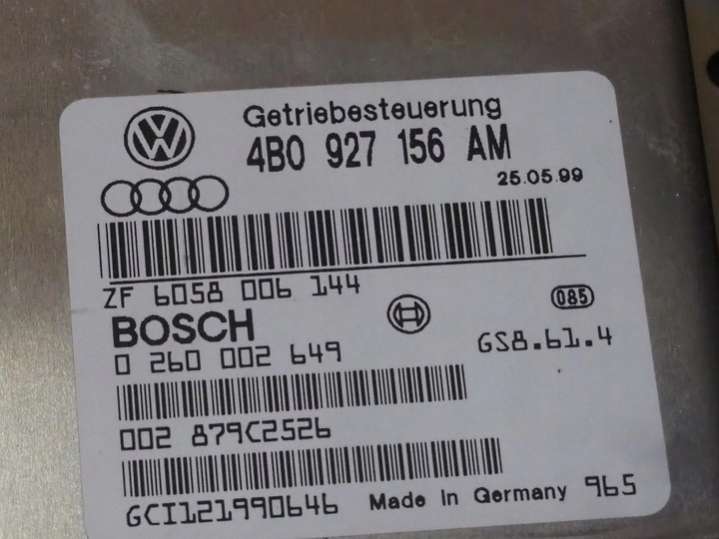 Getriebesteuerung
4B0 927 156 AM
25.05.99
ZF 6058 006 144
BOSCH
085
0 260 002 649
GS8.61.4
002 879C2526
GCI121990646 Made In Germany 965